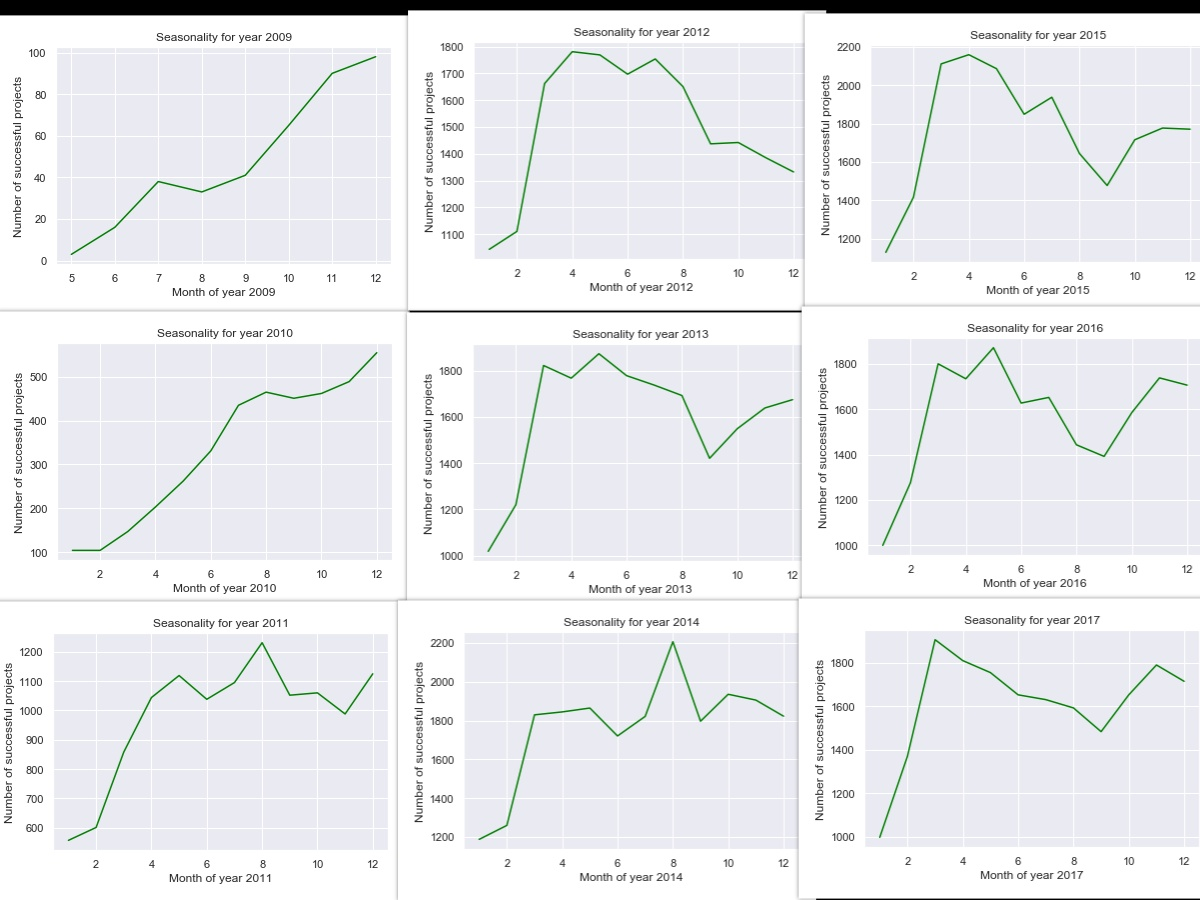 Seasonality for year 2009
Number of successful projects
100
80
60
40
20
0
5 6 7 8 9 10 11 12
Month of year 2009
Seasonality for year 2012
Number of successful projects
1800
1700
1600
1500
1400
1300
1200
1100
2 4 6 8 10 12
Month of year 2012
Seasonality for year 2015
Number of successful projects
2200
2000
1800
1600
1400
1200
2 4 6 8 10 12
Month of year 2015
Seasonality for year 2010
Number of successful projects
500
400
300
200
100
2 4 6 8 10 12
Month of year 2010
Seasonality for year 2013
Number of successful projects
1800
1600
1400
1200
1000
2 4 6 8 10 12
Month of year 2013
Seasonality for year 2016
Number of successful projects
1800
1600
1400
1200
1000
2 4 6 8 10 12
Month of year 2016
Seasonality for year 2011
Number of successful projects
1200
1100
1000
900
800
700
600
2 4 6 8 10 12
Month of year 2011
Seasonality for year 2014
Number of successful projects
2200
2000
1800
1600
1400
1200
2 4 6 8 10 12
Month of year 2014
Seasonality for year 2017
Number of successful projects
1800
1600
1400
1200
1000
2 4 6 8 10 12
Month of year 2017